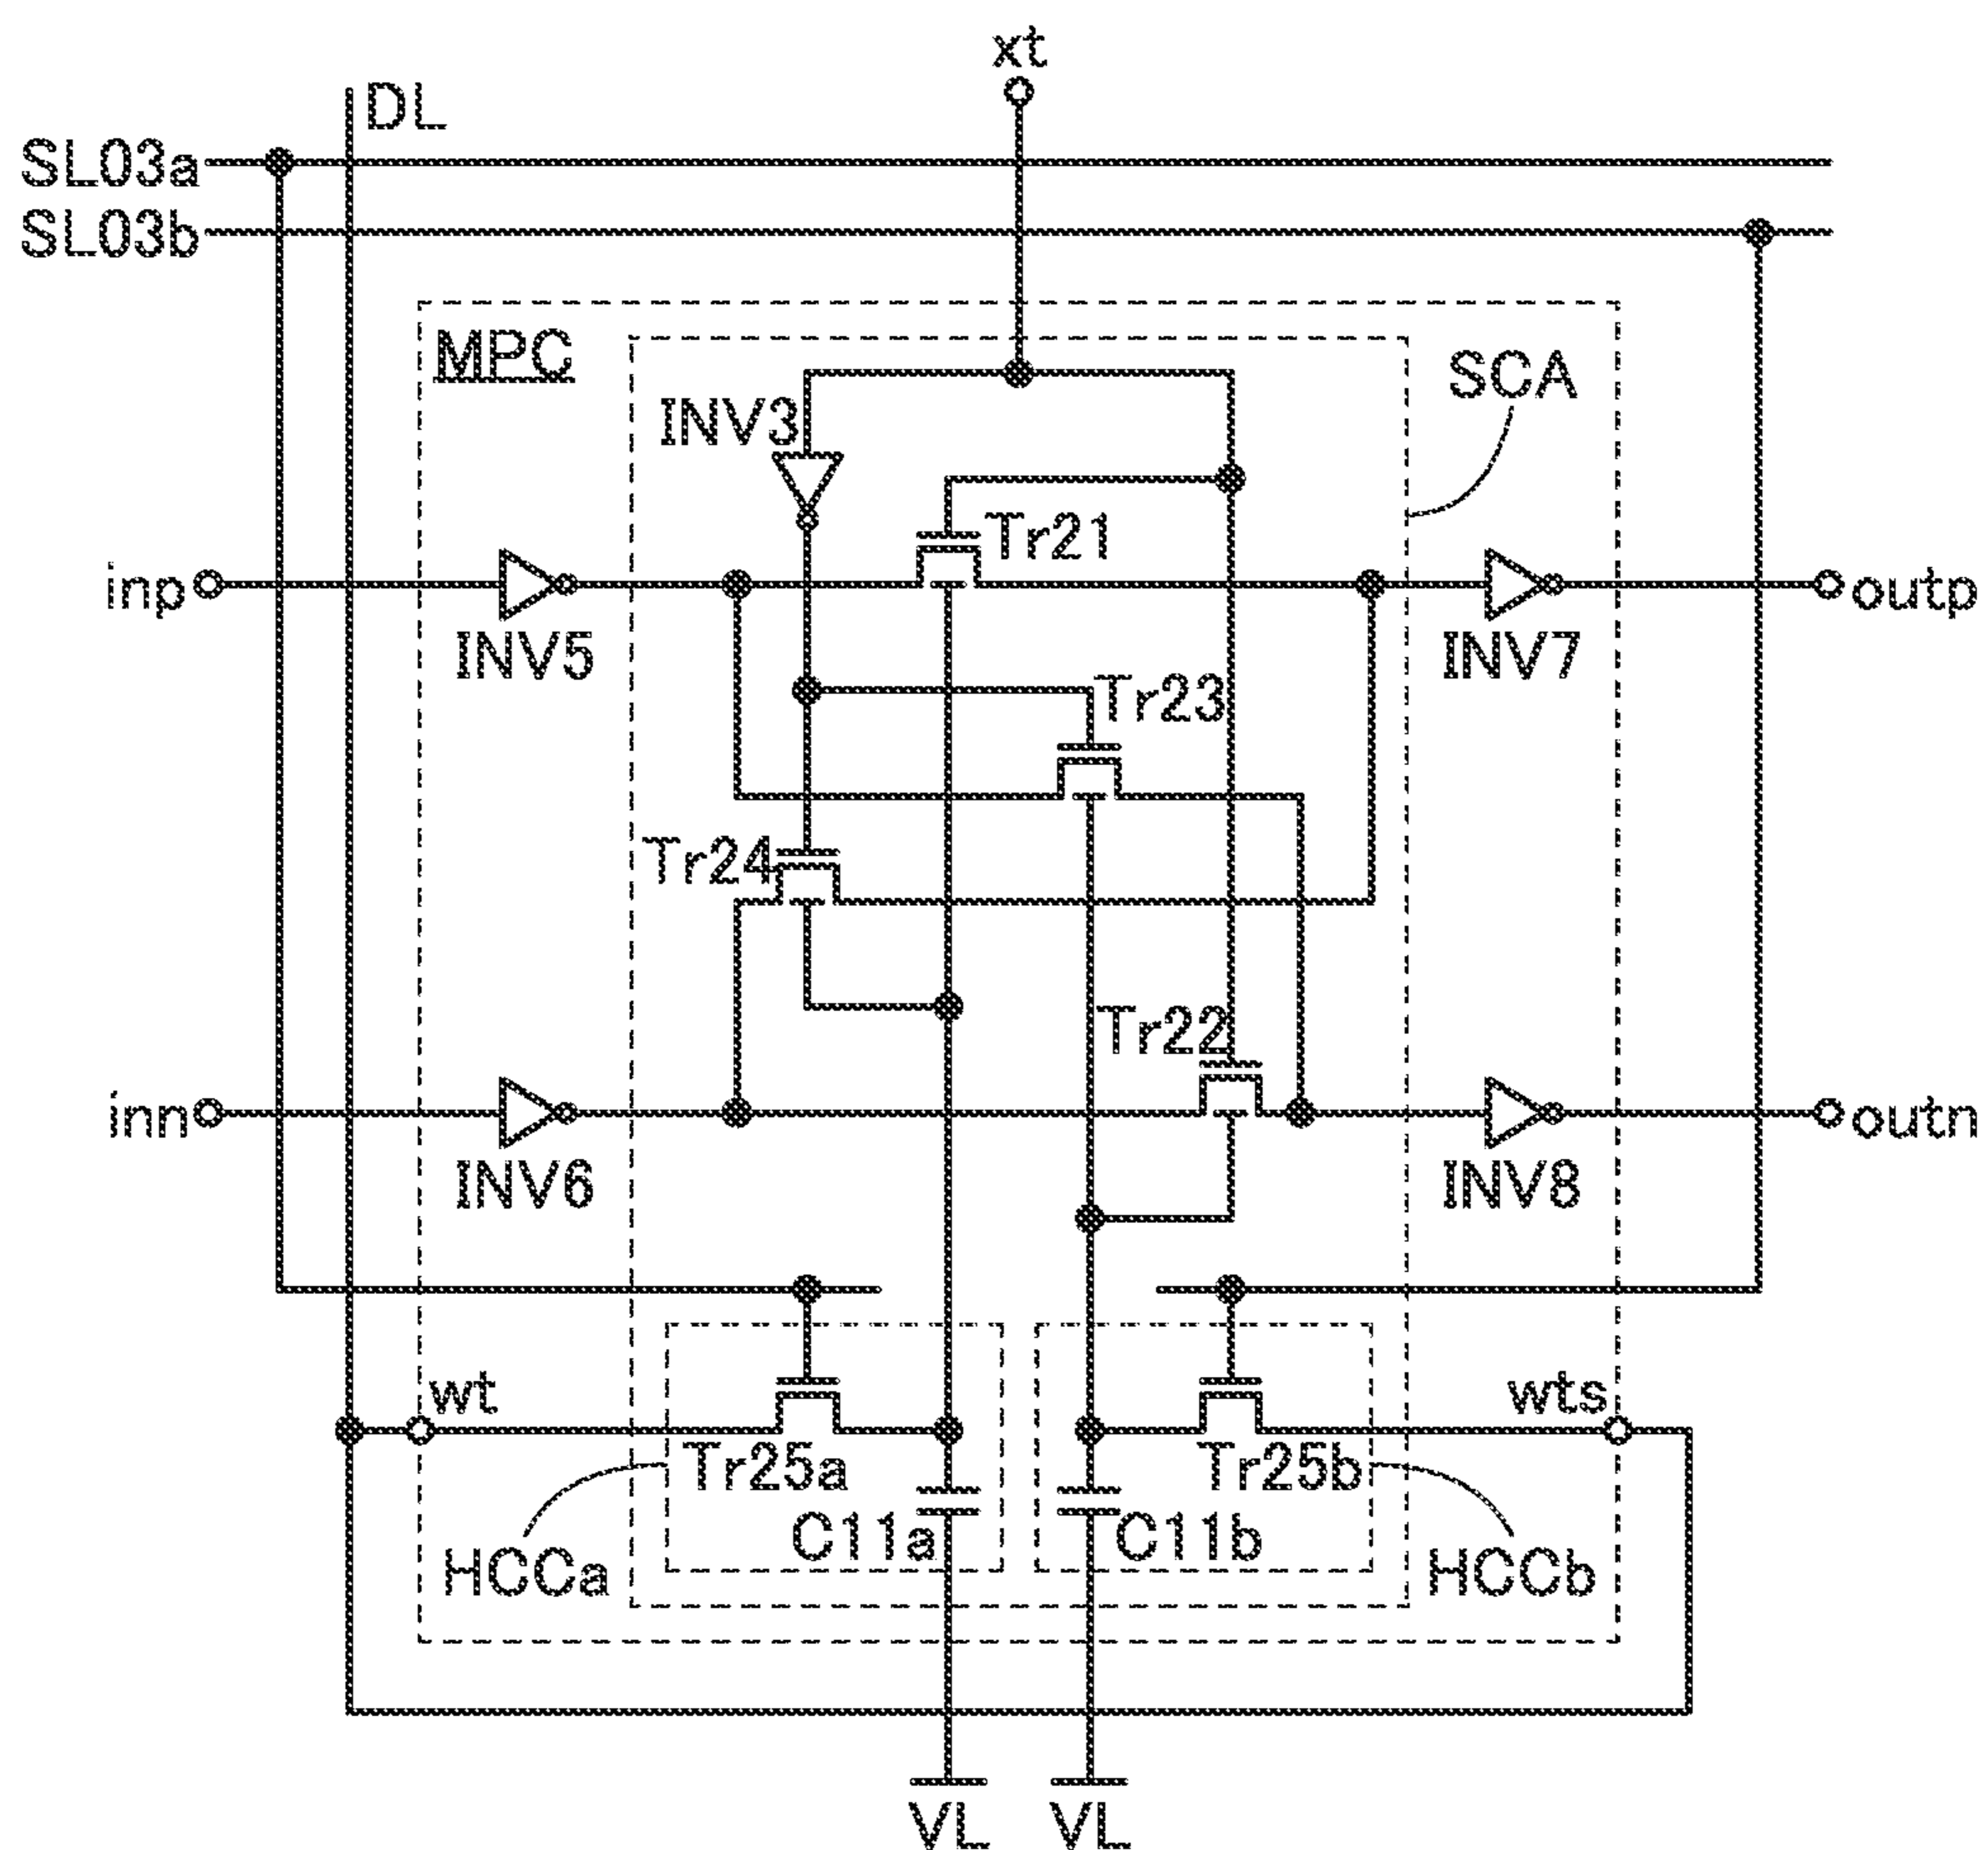 xt
DL
SL03a
SL03b
MPC
SCA
INV3
Tr21
inp
outp
INV5
INV7
Tr23
Tr24
Tr22
inn
outn
INV6
INV8
wt
wts
Tr25a
Tr25b
C11a
C11b
HCCa
HCCb
VL
VL